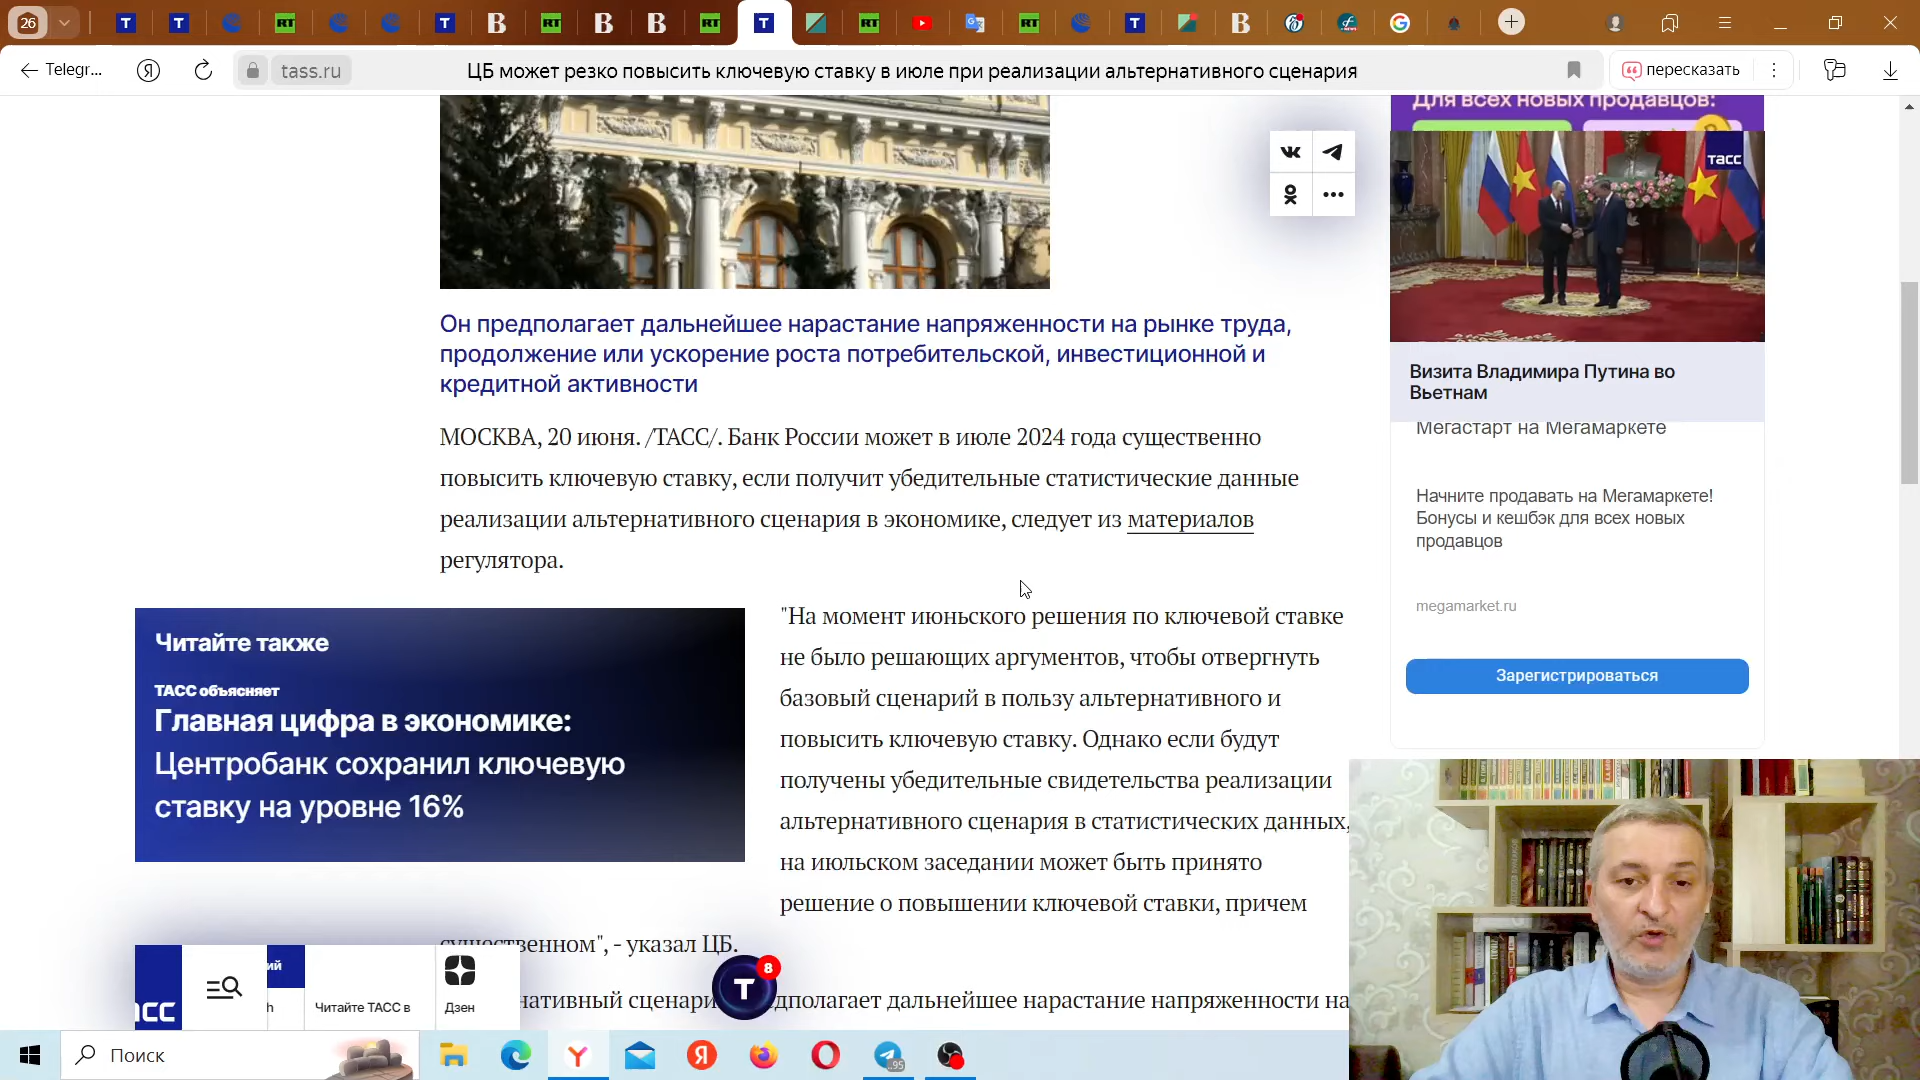 26
Telegr...
tass.ru
ЦБ может резко повысить ключевую ставку в июле при реализации альтернативного сценария
пересказать
Для всех новых продавцов:
ТАСС
Визита Владимира Путина во
Вьетнам
Мегастарт на Мегамаркете
Начните продавать на Мегамаркете!
Бонусы и кешбэк для всех новых
продавцов
megamarket.ru
Зарегистрироваться
Он предполагает дальнейшее нарастание напряженности на рынке труда,
продолжение или ускорение роста потребительской, инвестиционной и
кредитной активности
МОСКВА, 20 июня. /ТАСС/. Банк России может в июле 2024 года существенно
повысить ключевую ставку, если получит убедительные статистические данные
реализации альтернативного сценария в экономике, следует из материалов
регулятора.
Читайте также
ТАСС объясняет
Главная цифра в экономике:
Центробанк сохранил ключевую
ставку на уровне 16%
"На момент июньского решения по ключевой ставке
не было решающих аргументов, чтобы отвергнуть
базовый сценарий в пользу альтернативного и
повысить ключевую ставку. Однако если будут
получены убедительные свидетельства реализации
альтернативного сценария в статистических данных,
на июльском заседании может быть принято
решение о повышении ключевой ставки, причем
существенном", - указал ЦБ.
нативный сценари дполагает дальнейшее нарастание напряженности на
ий
h
Читайте ТАСС в
Дзен
Т
8
Поиск
95